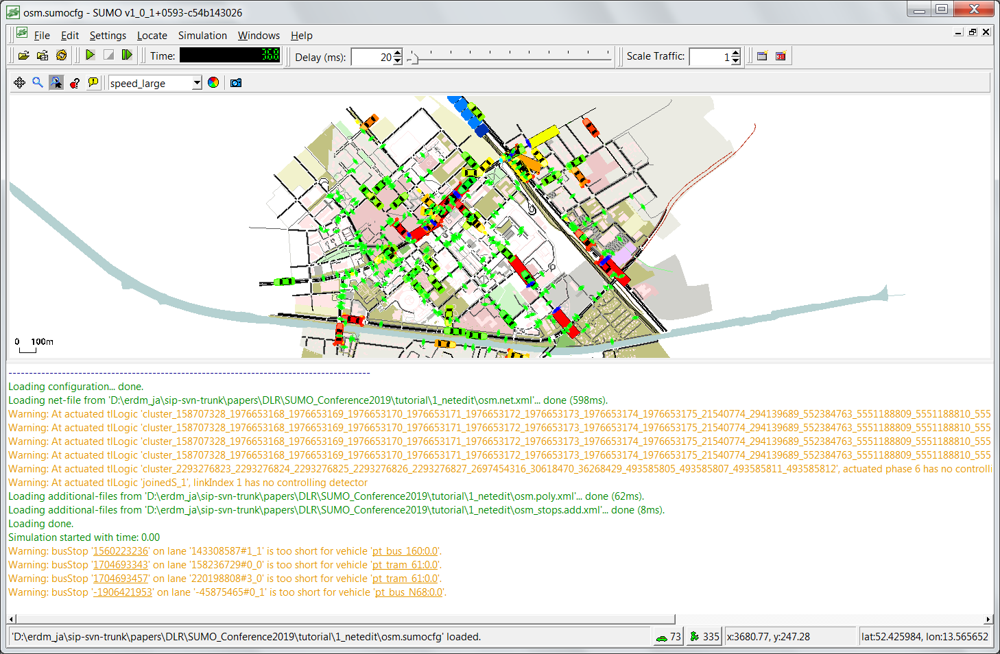 osm.sumocfg - SUMO v1_0_1+0593-c54b143026
File Edit Settings Locate Simulation Windows Help
Time: Delay (ms): 20 Scale Traffic: 1
speed_large
0 100m
--------------------------------------------------------------------------------
Loading configuration... done.
Loading net-file from 'D:\erdm_ja\sip-svn-trunk\papers\DLR\SUMO_Conference2019\tutorial\1_netedit\osm.net.xml'... done (598ms).
Warning: At actuated tlLogic 'cluster_158707328_1976653168_1976653169_1976653170_1976653171_1976653172_1976653173_1976653174_1976653175_21540774_294139689_552384763_5551188809_5551188810_555
Warning: At actuated tlLogic 'cluster_158707328_1976653168_1976653169_1976653170_1976653171_1976653172_1976653173_1976653174_1976653175_21540774_294139689_552384763_5551188809_5551188810_555
Warning: At actuated tlLogic 'cluster_158707328_1976653168_1976653169_1976653170_1976653171_1976653172_1976653173_1976653174_1976653175_21540774_294139689_552384763_5551188809_5551188810_555
Warning: At actuated tlLogic 'cluster_158707328_1976653168_1976653169_1976653170_1976653171_1976653172_1976653173_1976653174_1976653175_21540774_294139689_552384763_5551188809_5551188810_555
Warning: At actuated tlLogic 'cluster_2293276823_2293276824_2293276825_2293276826_2293276827_2697454316_30618470_36268429_493585805_493585807_493585811_493585812', actuated phase 6 has no controlli
Warning: At actuated tlLogic 'joinedS_1', linkIndex 1 has no controlling detector
Loading additional-files from 'D:\erdm_ja\sip-svn-trunk\papers\DLR\SUMO_Conference2019\tutorial\1_netedit\osm.poly.xml'... done (62ms).
Loading additional-files from 'D:\erdm_ja\sip-svn-trunk\papers\DLR\SUMO_Conference2019\tutorial\1_netedit\osm_stops.add.xml'... done (8ms).
Loading done.
Simulation started with time: 0.00
Warning: busStop '1560223236' on lane '143308587#1_1' is too short for vehicle 'pt_bus_160:0.0'.
Warning: busStop '1704693343' on lane '158236729#0_0' is too short for vehicle 'pt_tram_61:0.0'.
Warning: busStop '1704693457' on lane '220198808#3_0' is too short for vehicle 'pt_tram_61:0.0'.
Warning: busStop '-1906421953' on lane '-45875465#0_1' is too short for vehicle 'pt_bus_N68:0.0'.
'D:\erdm_ja\sip-svn-trunk\papers\DLR\SUMO_Conference2019\tutorial\1_netedit\osm.sumocfg' loaded. 73 335 x:3680.77, y:247.28 lat:52.425984, lon:13.565652